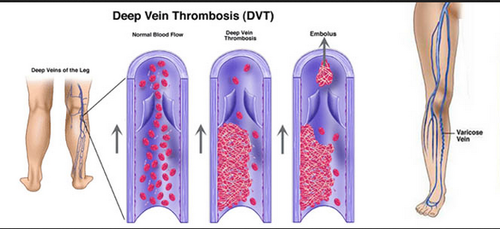 Deep Vein Thrombosis (DVT)
Normal Blood Flow
Deep Vein
Thrombosis
Embolus
Deep Veins of the Leg
Varicose
Vein